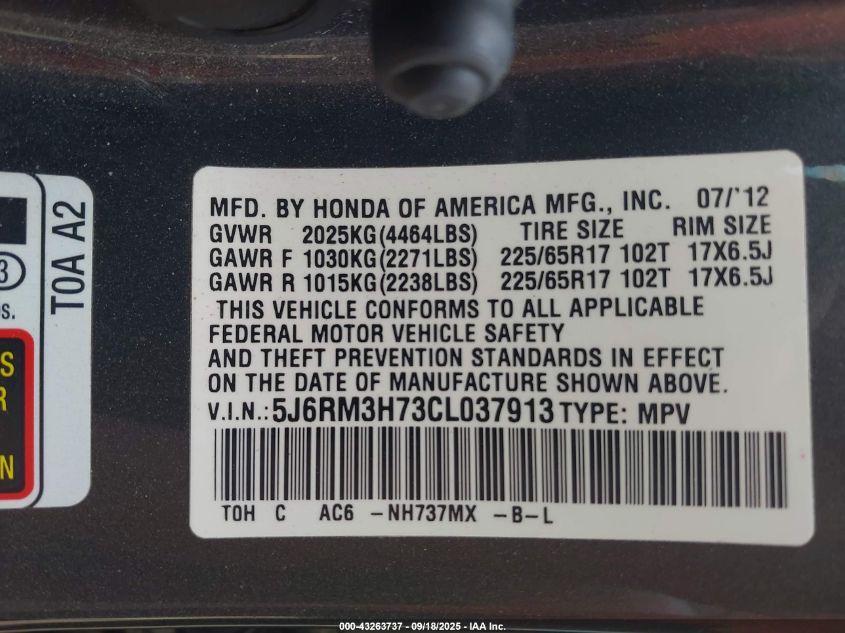 MFD. BY HONDA OF AMERICA MFG., INC. 07/'12
GVWR 2025KG(4464LBS) TIRE SIZE RIM SIZE
GAWR F 1030KG(2271LBS) 225/65R17 102T 17X6.5J
GAWR R 1015KG(2238LBS) 225/65R17 102T 17X6.5J
THIS VEHICLE CONFORMS TO ALL APPLICABLE
FEDERAL MOTOR VEHICLE SAFETY
AND THEFT PREVENTION STANDARDS IN EFFECT
ON THE DATE OF MANUFACTURE SHOWN ABOVE.
V.I.N.: 5J6RM3H73CL037913 TYPE: MPV
TOH C AC6 -NH737MX -B-L
TOA A2
3
S
R
N
000-43263737 - 09/18/2025 - IAA Inc.